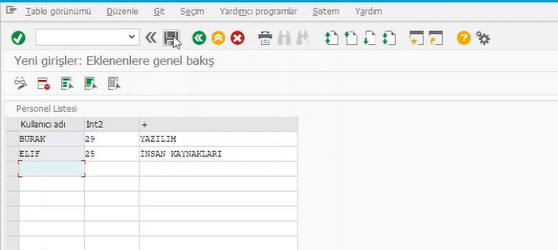 Tablo görünümü Düzenle Git Seçim Yardımcı programlar Sistem Yardım
Yeni girişler: Eklenenlere genel bakış
Personel Listesi
Kullanıcı adı Int2 +
BURAK 29 YAZILIM
ELIF 25 İNSAN KAYNAKLARI